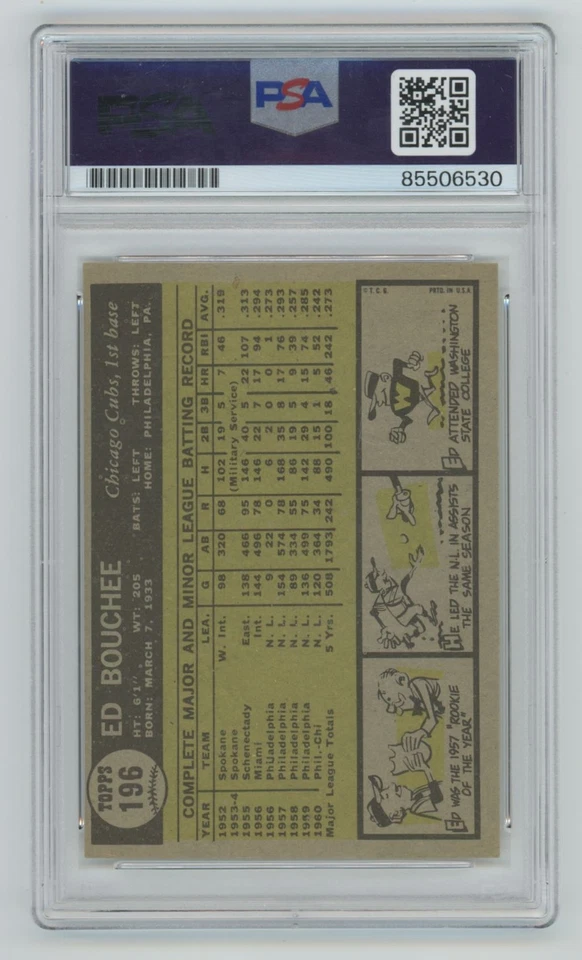 PSA
PSA
85506530
TOPPS
196
ED BOUCHEE
Chicago Cubs, 1st base
HT: 6'1" WT: 205 BATS: LEFT THROWS: LEFT
BORN: MARCH 7, 1933 HOME: PHILADELPHIA, PA.
COMPLETE MAJOR AND MINOR LEAGUE BATTING RECORD
YEAR TEAM LEA. G AB R H 2B 3B HR RBI AVG.
1952 Spokane W. Int. 98 320 68 102 19 5 7 46 .319
1953-4 Spokane (Military Service)
1955 Schenectady East. 138 466 95 146 40 5 22 107 .313
1956 Miami Int. 144 496 78 146 22 7 17 94 .294
1956 Philadelphia N. L. 9 22 0 6 2 0 0 1 .273
1957 Philadelphia N. L. 154 574 78 168 35 8 17 76 .293
1958 Philadelphia N. L. 89 334 55 86 19 5 9 39 .257
1959 Philadelphia N. L. 136 499 75 142 29 4 15 74 .285
1960 Phil.-Chi N. L. 120 364 34 88 15 1 5 52 .242
Major League Totals 5 Yrs. 508 1793 242 490 100 18 46 242 .273
ED WAS THE 1957 "ROOKIE
OF THE YEAR"
HE LED THE N.L. IN ASSISTS
THE SAME SEASON
© T. C. G. PRTD. IN U.S.A
W
ED ATTENDED WASHINGTON
STATE COLLEGE